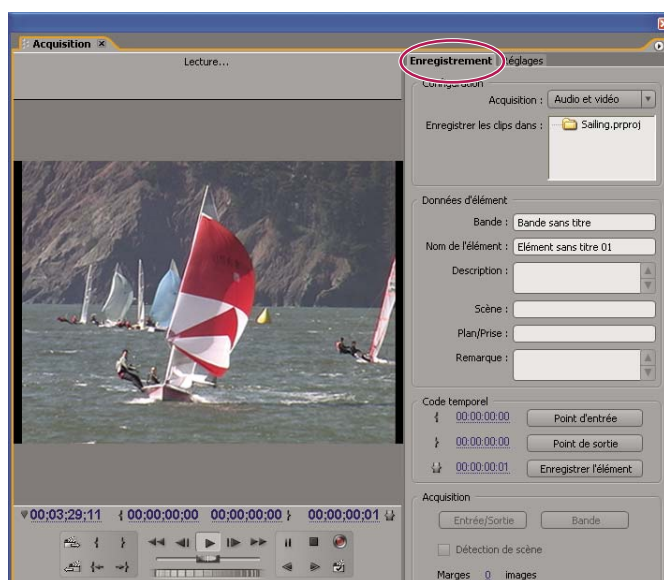 Acquisition
Lecture...
Enregistrement Réglages
Configuration
Acquisition : Audio et vidéo
Enregistrer les clips dans : Sailing.prproj
Données d'élément
Bande : Bande sans titre
Nom de l'élément : Elément sans titre 01
Description :
Scène :
Plan/Prise :
Remarque :
Code temporel
{ 00:00:00:00 Point d'entrée
} 00:00:00:00 Point de sortie
{} 00:00:00:01 Enregistrer l'élément
Acquisition
Entrée/Sortie Bande
Détection de scène
Marges 0 images
00;03;29;11 { 00;00;00;00 00;00;00;00 } 00;00;00;01 {}